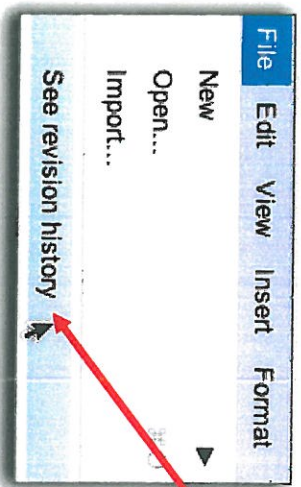 File Edit View Insert Format
New
Open...
Import...
See revision history